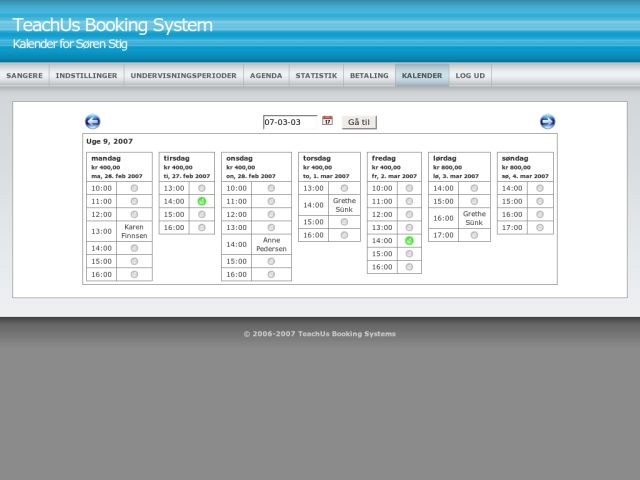 TeachUs Booking System
Kalender for Søren Stig
SANGERE INDSTILLINGER UNDERVISNINGSPERIODER AGENDA STATISTIK BETALING KALENDER LOG UD
07-03-03 Gå til
Uge 9, 2007
mandag
kr 400,00
ma, 26. feb 2007
10:00
11:00
12:00
13:00 Karen Finnsen
14:00
15:00
16:00
tirsdag
kr 400,00
ti, 27. feb 2007
13:00
14:00
15:00
16:00
onsdag
kr 400,00
on, 28. feb 2007
10:00
11:00
12:00
13:00
14:00 Anne Pedersen
15:00
16:00
torsdag
kr 400,00
to, 1. mar 2007
13:00
14:00 Grethe Sünk
15:00
16:00
fredag
kr 400,00
fr, 2. mar 2007
10:00
11:00
12:00
13:00
14:00
15:00
16:00
lørdag
kr 800,00
lø, 3. mar 2007
14:00
15:00
16:00 Grethe Sünk
17:00
søndag
kr 800,00
sø, 4. mar 2007
14:00
15:00
16:00
17:00
© 2006-2007 TeachUs Booking Systems